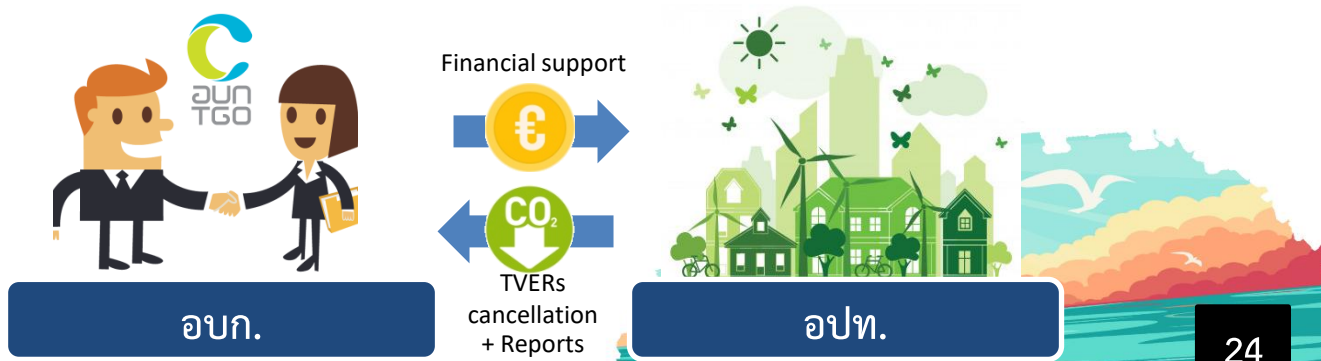 อบก
TGO
Financial support
€
CO₂
TVERs
cancellation
+ Reports
อบก.
อปท.
24